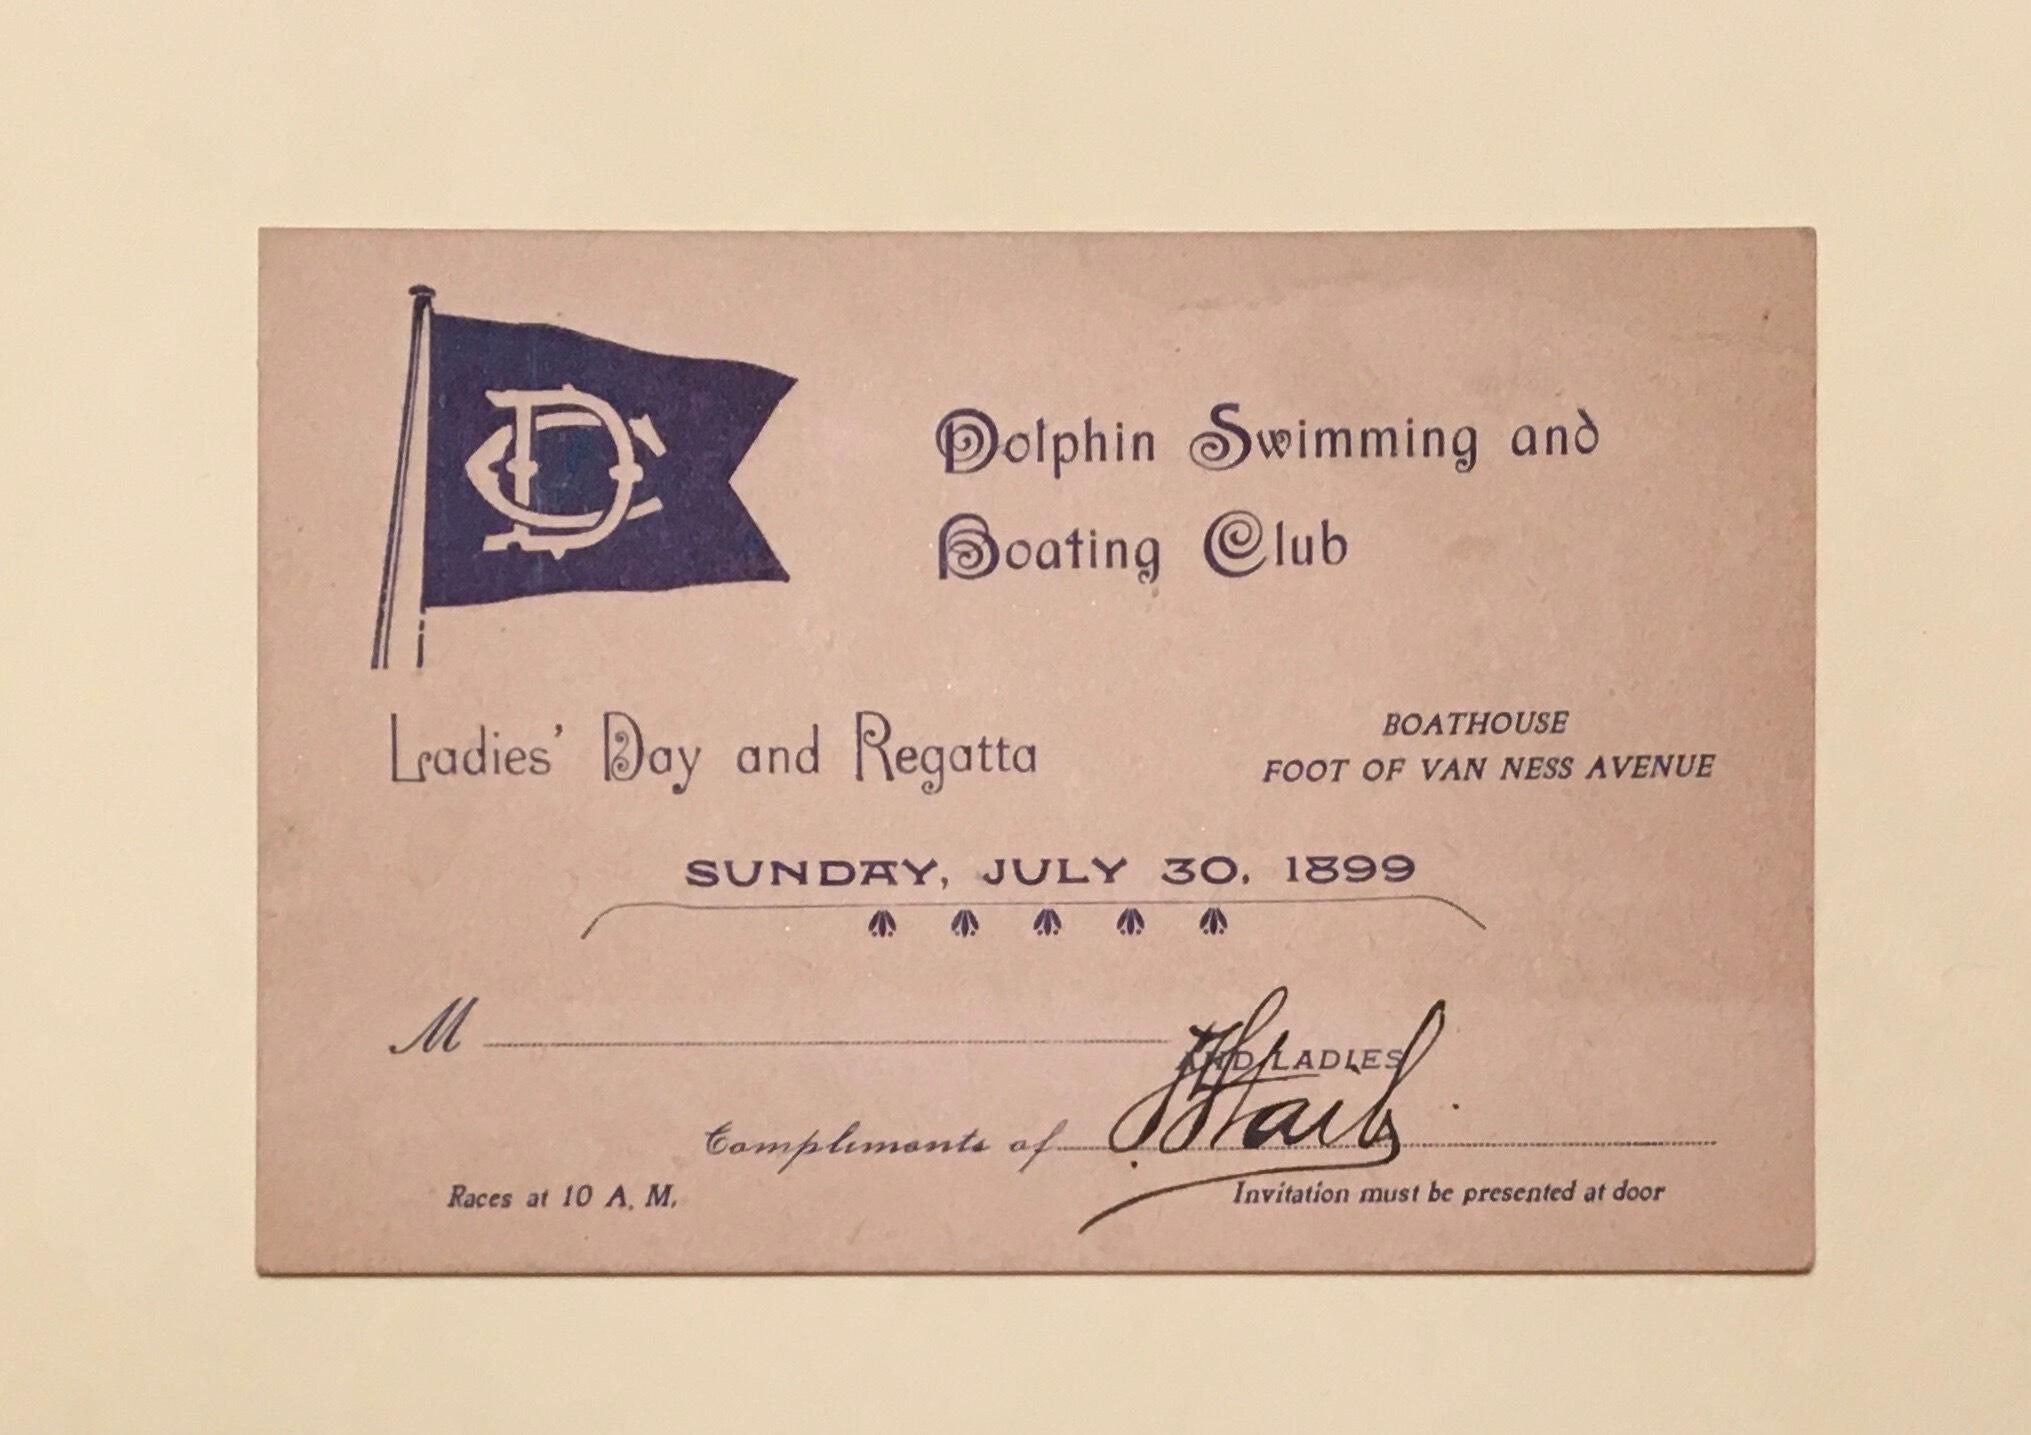 DC
Dolphin Swimming and
Boating Club
Ladies' Day and Regatta
BOATHOUSE
FOOT OF VAN NESS AVENUE
SUNDAY, JULY 30, 1899
M
AND LADIES
Compliments of
Races at 10 A. M.
Invitation must be presented at door